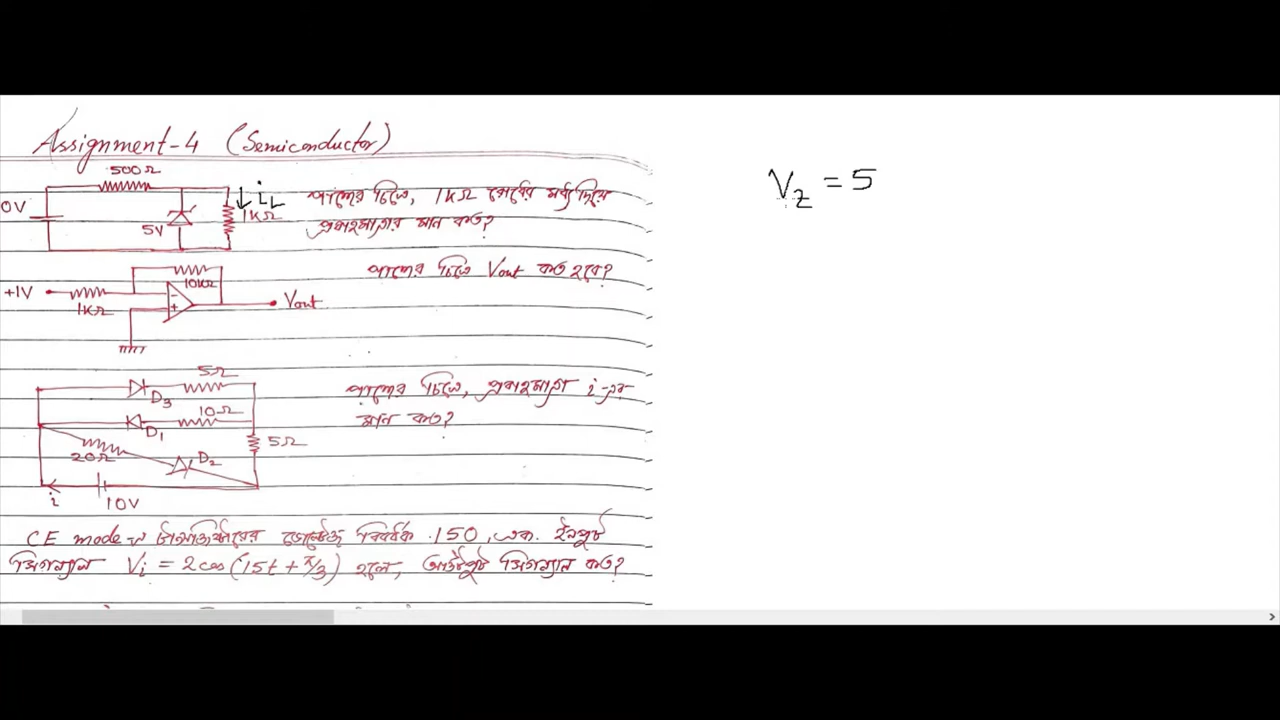 Assignment-4 (Semiconductor)
500Ω
0V
5V
1kΩ
i_L
পাশের চিত্রে, 1kΩ রোধের মধ্য দিয়ে
প্রবাহমাত্রার মান কত?
V_z = 5
পাশের চিত্রে Vout কত হবে?
10kΩ
+1V
1kΩ
Vout
5Ω
D3
10Ω
D1
5Ω
20Ω
D2
i
10V
পাশের চিত্রে, প্রবাহমাত্রা i-এর
মান কত?
CE mode এ ট্রানজিস্টরের ভোল্টেজ বিবর্ধক 150, এক. ইনপুট
সিগন্যাল Vi = 2cos(15t + π/3) হলে, আউটপুট সিগন্যাল কত?